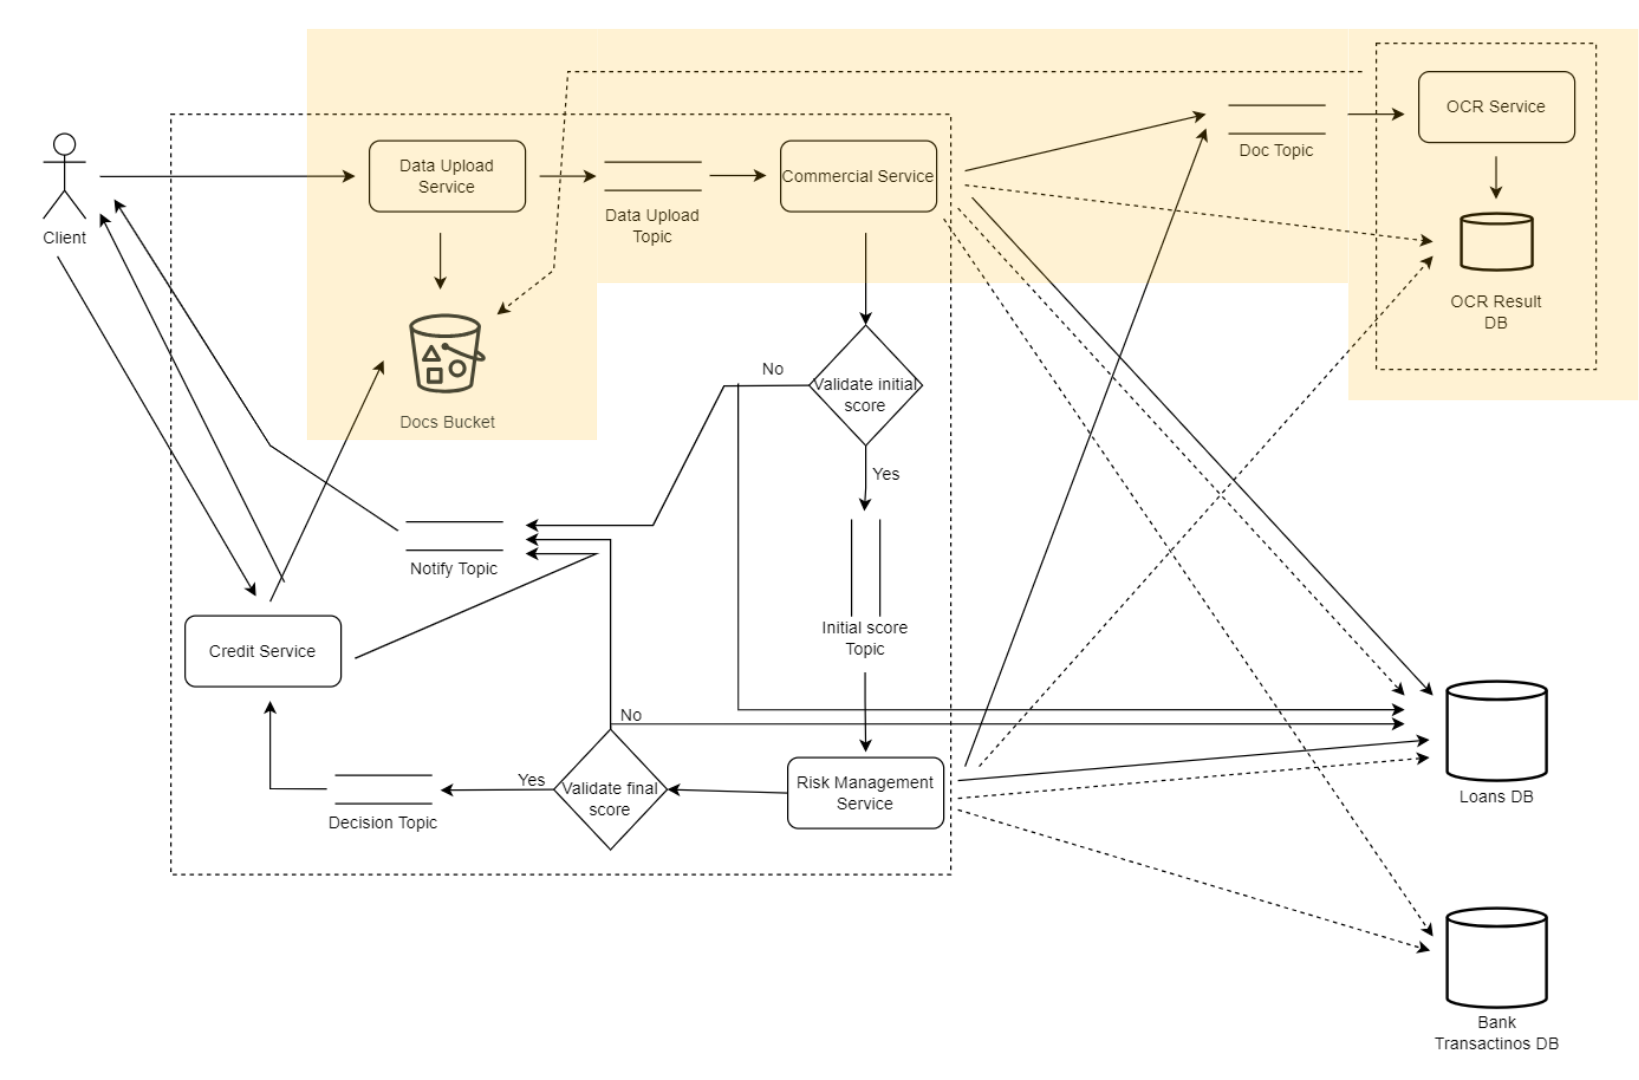 OCR Service
Doc Topic
Data Upload
Service
Commercial Service
Data Upload
Topic
Client
OCR Result
DB
Docs Bucket
No
Validate initial
score
Yes
Notify Topic
Initial score
Topic
Credit Service
No
Yes
Validate final
score
Risk Management
Service
Decision Topic
Loans DB
Bank
Transactinos DB